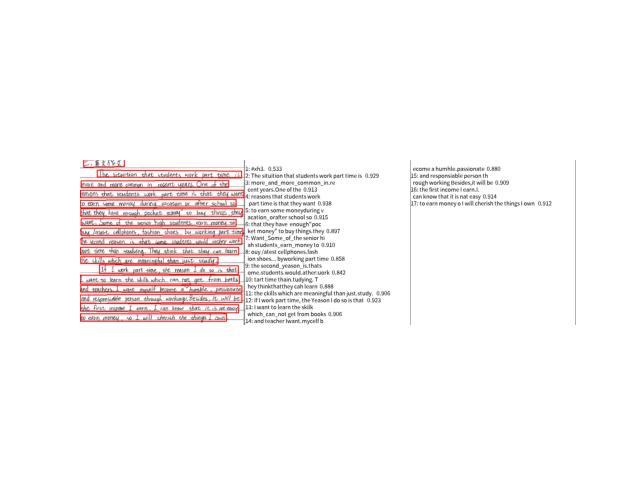 二、英文作文
The situation that students work part time is
more and more common in recent years. One of the
reasons that students work part time is that they want
to earn some money during vacation or after school so
that they have enough "pocket money" to buy things they
want. Some of the senior high students earn money to
buy latest cellphones, fashion shoes... by working part time.
The second reason is that some students would rather work
part time than studying. They think that they can learn
the skills which are meaningful than just study.
If I work part time, the reason I do so is that
I want to learn the skills which can not get from books
and teachers. I want myself become a humble, passionate
and responsible person through working. Besides, it will be
the first income I earn. I can know that it is not easy
to earn money, so I will cherish the things I own.
1: Rxh3. 0.533
2: The situion that students work part time is 0.929
3: more_and_more_common_in.re
cent years.One of the 0.913
4: reasons that students work
part time is that they want 0.938
5: to earn some moneyduring v
acation_orafter school so 0.915
6: that they have enough"poc
ket money" to buy things.they 0.897
7: Want_Some_of_the senior hi
gh students_earn_money to 0.910
8: ouy /atest cellphones.fash
ion shoes... byworking part time 0.858
9: the second_yeason_is.thats
ome.students.would.ather.uork 0.842
10: tart time than.tudying. T
hey thinkthatthey cah learn 0.888
11: the skills which are meaningful than just.study. 0.906
12: if I work part time, the Yeason I do so is that 0.923
13: I want to learn the skilk
which_can_not get from books 0.906
14: and teacher Iwant.myself b
ecome a humhle.passionate 0.880
15: and responsiable person th
rough working Besides,it will be 0.909
16: the first income I earn.I.
can know that it is nat easy 0.914
17: to earn money o I will cherish the things I own 0.912